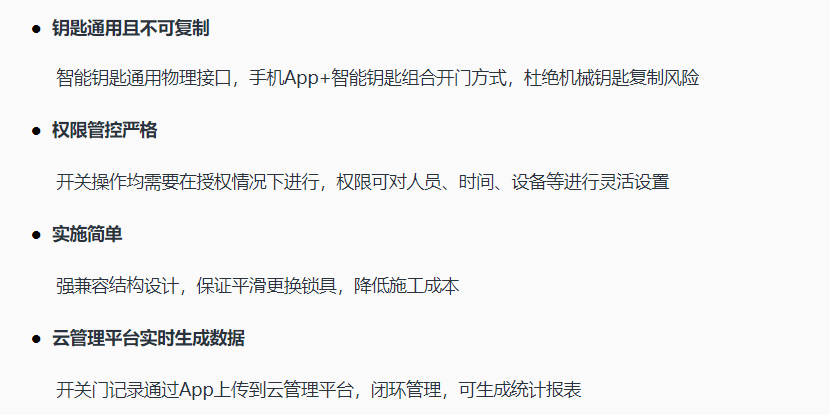 ● 钥匙通用且不可复制
智能钥匙通用物理接口，手机App+智能钥匙组合开门方式，杜绝机械钥匙复制风险
● 权限管控严格
开关操作均需要在授权情况下进行，权限可对人员、时间、设备等进行灵活设置
● 实施简单
强兼容结构设计，保证平滑更换锁具，降低施工成本
● 云管理平台实时生成数据
开关门记录通过App上传到云管理平台，闭环管理，可生成统计报表